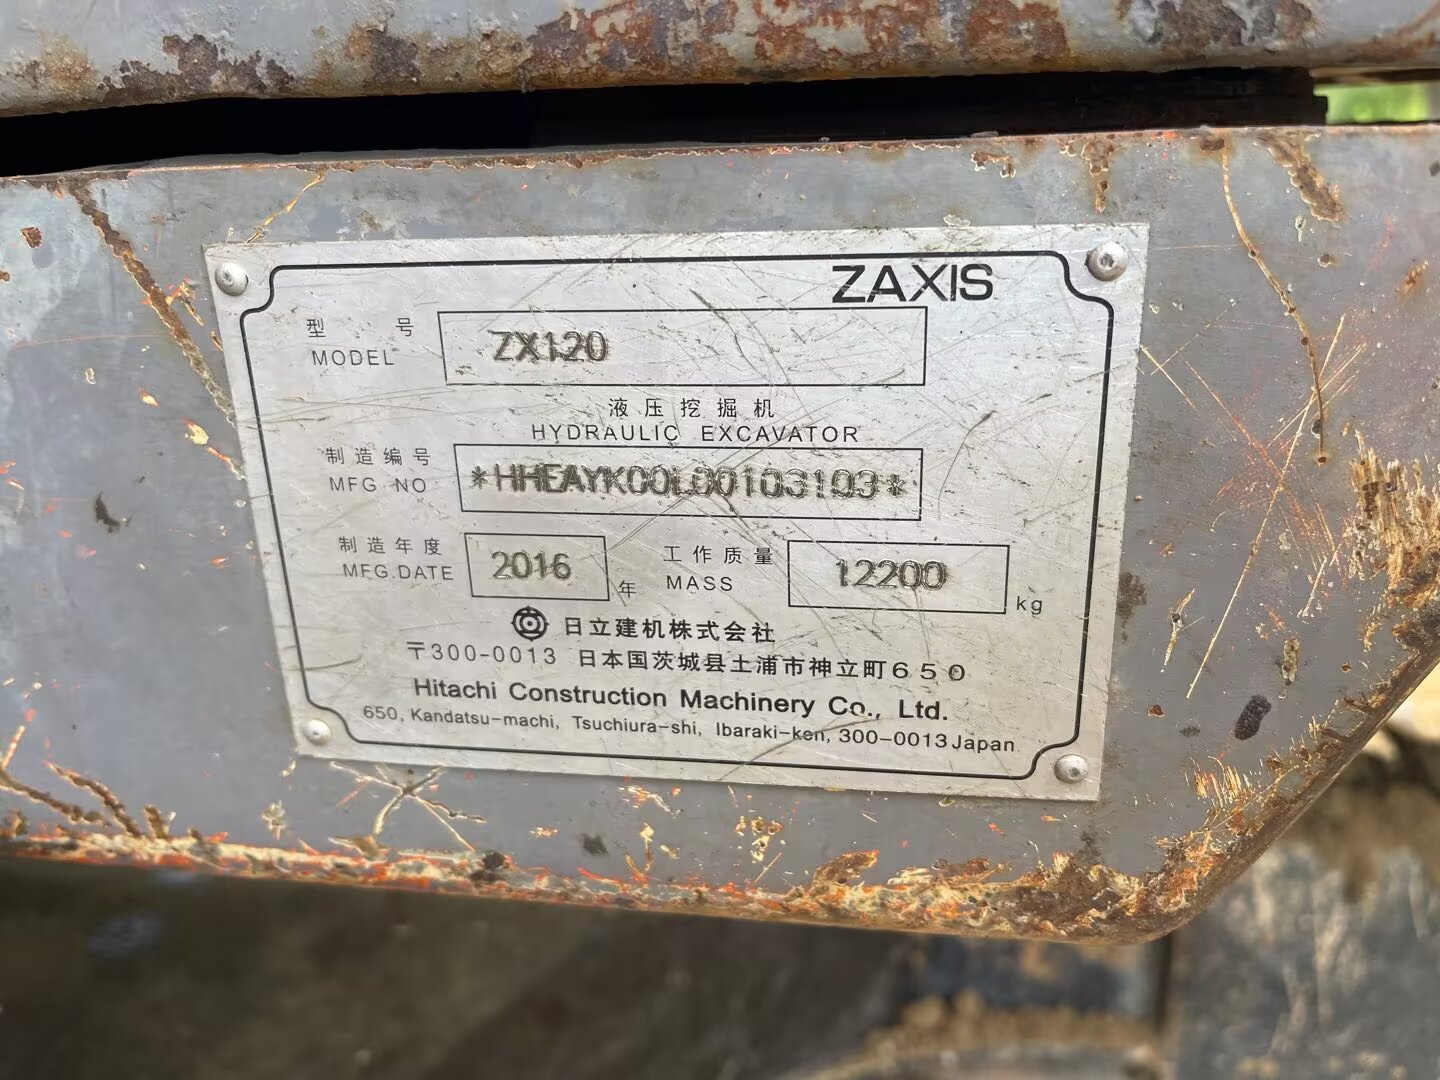 ZAXIS
型 号 ZX120
MODEL
液压挖掘机
HYDRAULIC EXCAVATOR
制造编号 *HHEAYK00L00103103*
MFG NO
制造年度 2016 年 工作质量 12200 kg
MFG.DATE MASS
日立建机株式会社
〒300-0013 日本国茨城县土浦市神立町650
Hitachi Construction Machinery Co., Ltd.
650, Kandatsu-machi, Tsuchiura-shi, Ibaraki-ken, 300-0013 Japan